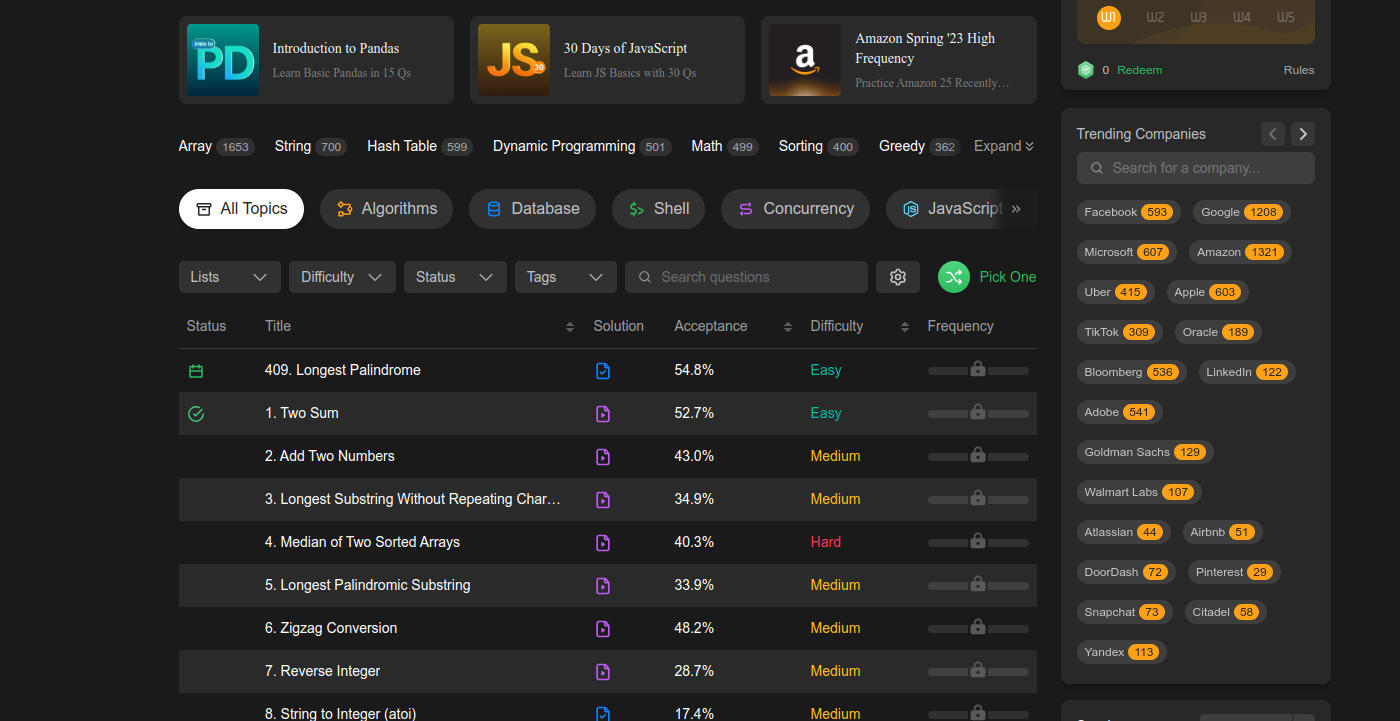 Intro to
PD
Introduction to Pandas
Learn Basic Pandas in 15 Qs
JS 30
30 Days of JavaScript
Learn JS Basics with 30 Qs
a
Amazon Spring '23 High
Frequency
Practice Amazon 25 Recently…
W1 W2 W3 W4 W5
0 Redeem Rules
Array 1653 String 700 Hash Table 599 Dynamic Programming 501 Math 499 Sorting 400 Greedy 362 Expand
All Topics Algorithms Database $> Shell Concurrency JS JavaScript »
Lists Difficulty Status Tags Search questions Pick One
Status Title Solution Acceptance Difficulty Frequency
409. Longest Palindrome 54.8% Easy
1. Two Sum 52.7% Easy
2. Add Two Numbers 43.0% Medium
3. Longest Substring Without Repeating Char… 34.9% Medium
4. Median of Two Sorted Arrays 40.3% Hard
5. Longest Palindromic Substring 33.9% Medium
6. Zigzag Conversion 48.2% Medium
7. Reverse Integer 28.7% Medium
8. String to Integer (atoi) 17.4% Medium
Trending Companies
Search for a company...
Facebook 593 Google 1208
Microsoft 607 Amazon 1321
Uber 415 Apple 603
TikTok 309 Oracle 189
Bloomberg 536 LinkedIn 122
Adobe 541
Goldman Sachs 129
Walmart Labs 107
Atlassian 44 Airbnb 51
DoorDash 72 Pinterest 29
Snapchat 73 Citadel 58
Yandex 113